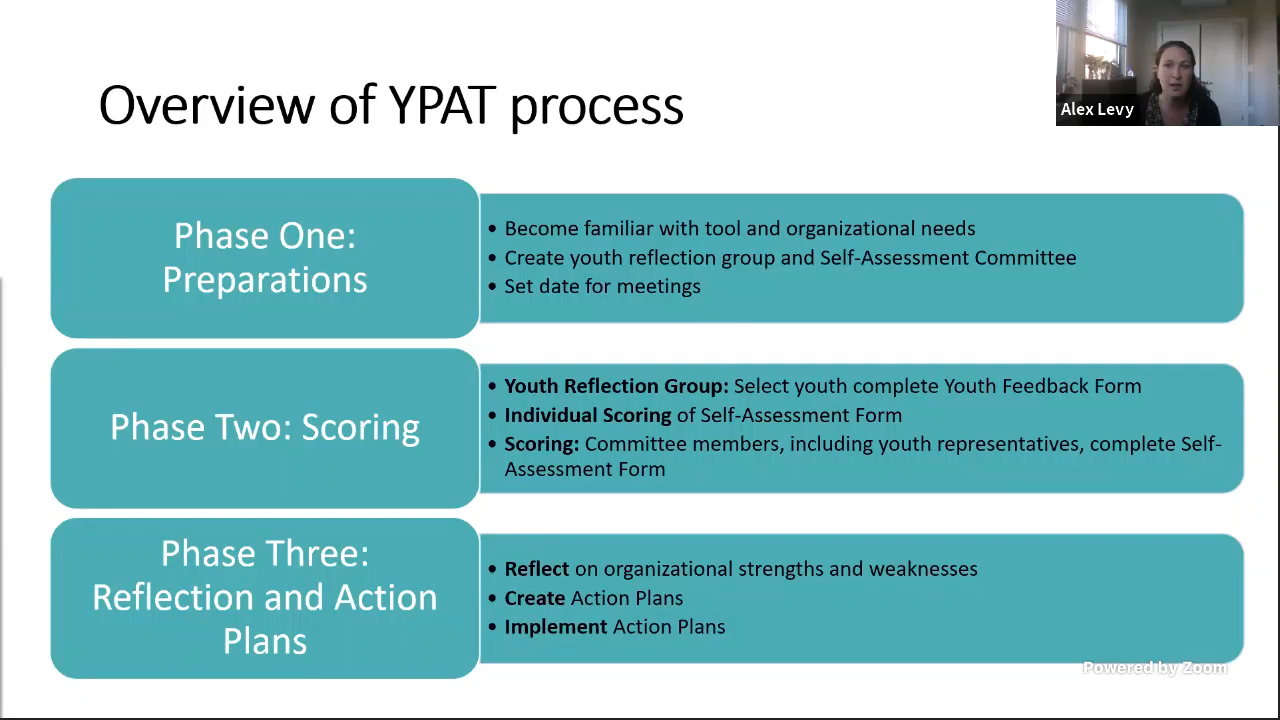 Overview of YPAT process
Alex Levy
Phase One:
Preparations
• Become familiar with tool and organizational needs
• Create youth reflection group and Self-Assessment Committee
• Set date for meetings
Phase Two: Scoring
• Youth Reflection Group: Select youth complete Youth Feedback Form
• Individual Scoring of Self-Assessment Form
• Scoring: Committee members, including youth representatives, complete Self-
Assessment Form
Phase Three:
Reflection and Action
Plans
• Reflect on organizational strengths and weaknesses
• Create Action Plans
• Implement Action Plans
Powered by Zoom